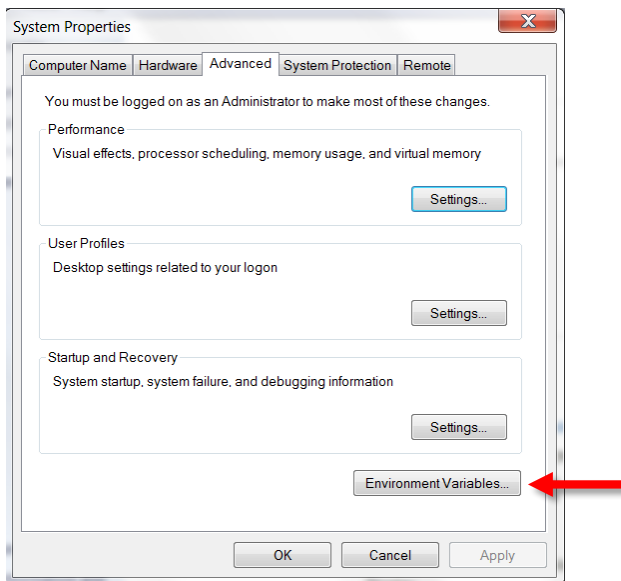 System Properties
Computer Name Hardware Advanced System Protection Remote
You must be logged on as an Administrator to make most of these changes.
Performance
Visual effects, processor scheduling, memory usage, and virtual memory
Settings...
User Profiles
Desktop settings related to your logon
Settings...
Startup and Recovery
System startup, system failure, and debugging information
Settings...
Environment Variables...
OK Cancel Apply